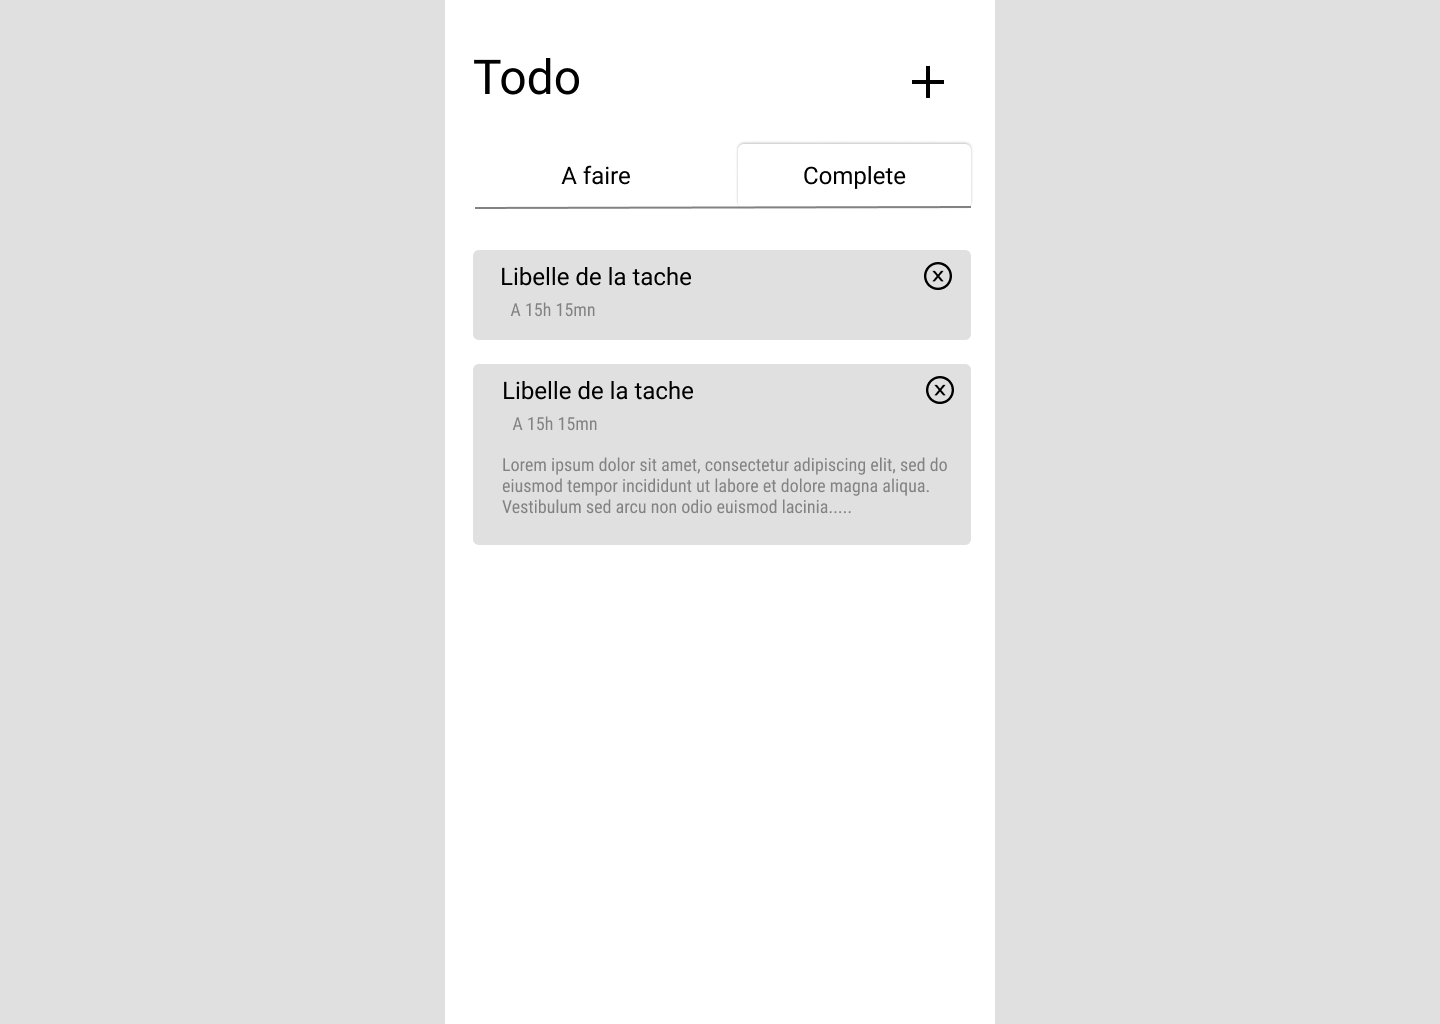 Todo
A faire
Complete
Libelle de la tache
A 15h 15mn
Libelle de la tache
A 15h 15mn
Lorem ipsum dolor sit amet, consectetur adipiscing elit, sed do
eiusmod tempor incididunt ut labore et dolore magna aliqua.
Vestibulum sed arcu non odio euismod lacinia.....